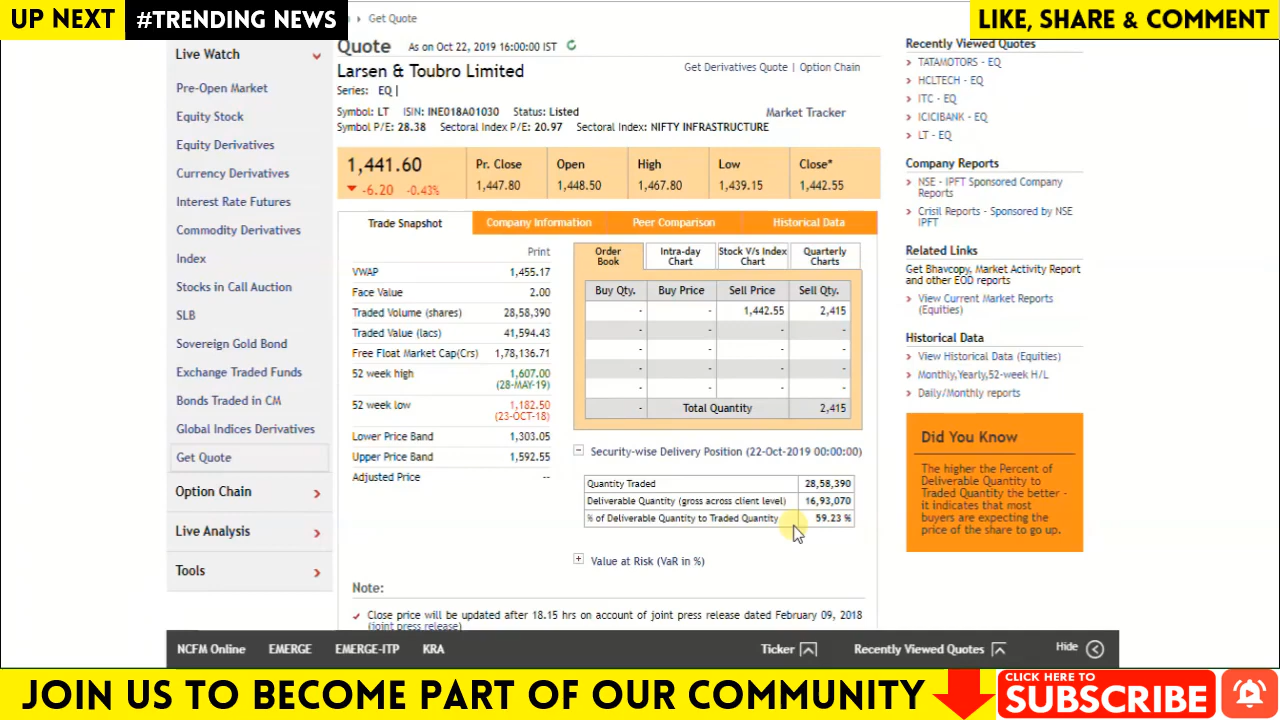 UP NEXT #TRENDING NEWS
LIKE, SHARE & COMMENT
Get Quote
Live Watch
Pre-Open Market
Equity Stock
Equity Derivatives
Currency Derivatives
Interest Rate Futures
Commodity Derivatives
Index
Stocks in Call Auction
SLB
Sovereign Gold Bond
Exchange Traded Funds
Bonds Traded in CM
Global Indices Derivatives
Get Quote
Option Chain
Live Analysis
Tools
Quote As on Oct 22, 2019 16:00:00 IST
Larsen & Toubro Limited
Get Derivatives Quote | Option Chain
Series: EQ |
Symbol: LT ISIN: INE018A01030 Status: Listed Market Tracker
Symbol P/E: 28.38 Sectoral Index P/E: 20.97 Sectoral Index: NIFTY INFRASTRUCTURE
1,441.60 Pr. Close Open High Low Close*
-6.20 -0.43% 1,447.80 1,448.50 1,467.80 1,439.15 1,442.55
Trade Snapshot Company Information Peer Comparison Historical Data
Print
VWAP 1,455.17
Face Value 2.00
Traded Volume (shares) 28,58,390
Traded Value (lacs) 41,594.43
Free Float Market Cap(Crs) 1,78,136.71
52 week high 1,607.00
(28-MAY-19)
52 week low 1,182.50
(23-OCT-18)
Lower Price Band 1,303.05
Upper Price Band 1,592.55
Adjusted Price --
Order Intra-day Stock V/s Index Quarterly
Book Chart Chart Charts
Buy Qty. Buy Price Sell Price Sell Qty.
- - 1,442.55 2,415
- - - -
- - - -
- - - -
- - - -
- Total Quantity 2,415
Security-wise Delivery Position (22-Oct-2019 00:00:00)
Quantity Traded 28,58,390
Deliverable Quantity (gross across client level) 16,93,070
% of Deliverable Quantity to Traded Quantity 59.23 %
Value at Risk (VaR in %)
Note:
Close price will be updated after 18.15 hrs on account of joint press release dated February 09, 2018
(joint press release)
Recently Viewed Quotes
TATAMOTORS - EQ
HCLTECH - EQ
ITC - EQ
ICICIBANK - EQ
LT - EQ
Company Reports
NSE - IPFT Sponsored Company
Reports
Crisil Reports - Sponsored by NSE
IPFT
Related Links
Get Bhavcopy, Market Activity Report
and other EOD reports
View Current Market Reports
(Equities)
Historical Data
View Historical Data (Equities)
Monthly,Yearly,52-week H/L
Daily/Monthly reports
Did You Know
The higher the Percent of
Deliverable Quantity to
Traded Quantity the better -
it indicates that most
buyers are expecting the
price of the share to go up.
NCFM Online EMERGE EMERGE-ITP KRA Ticker Recently Viewed Quotes Hide
JOIN US TO BECOME PART OF OUR COMMUNITY
CLICK HERE TO
SUBSCRIBE